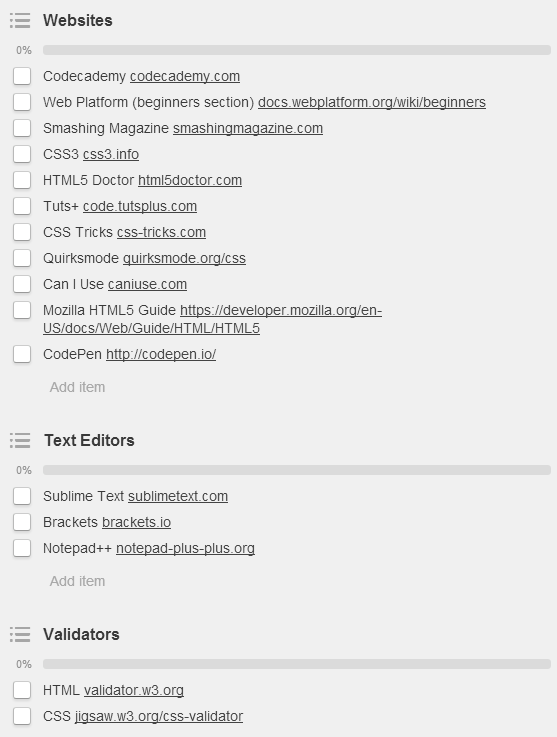 Websites
0%
Codecademy codecademy.com
Web Platform (beginners section) docs.webplatform.org/wiki/beginners
Smashing Magazine smashingmagazine.com
CSS3 css3.info
HTML5 Doctor html5doctor.com
Tuts+ code.tutsplus.com
CSS Tricks css-tricks.com
Quirksmode quirksmode.org/css
Can I Use caniuse.com
Mozilla HTML5 Guide https://developer.mozilla.org/en-
US/docs/Web/Guide/HTML/HTML5
CodePen http://codepen.io/
Add item
Text Editors
0%
Sublime Text sublimetext.com
Brackets brackets.io
Notepad++ notepad-plus-plus.org
Add item
Validators
0%
HTML validator.w3.org
CSS jigsaw.w3.org/css-validator